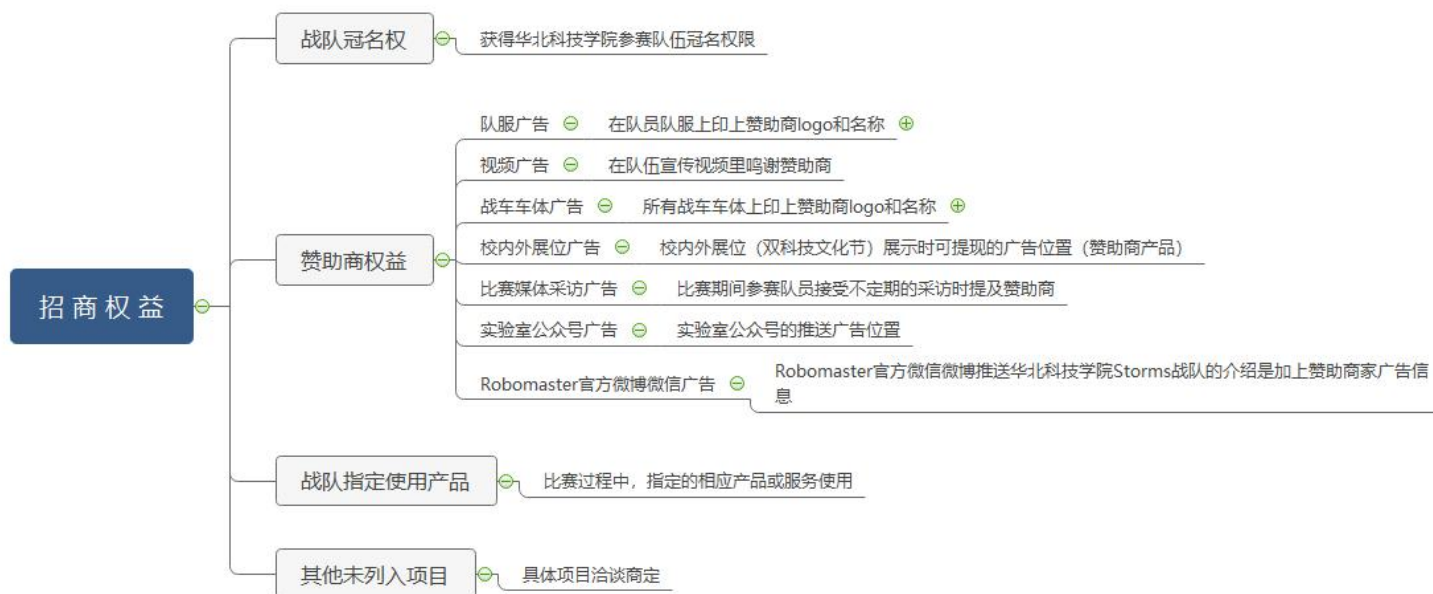 战队冠名权
获得华北科技学院参赛队伍冠名权限
队服广告
在队员队服上印上赞助商logo和名称
视频广告
在队伍宣传视频里鸣谢赞助商
战车车体广告
所有战车车体上印上赞助商logo和名称
赞助商权益
校内外展位广告
校内外展位（双科技文化节）展示时可提现的广告位置（赞助商产品）
招商权益
比赛媒体采访广告
比赛期间参赛队员接受不定期的采访时提及赞助商
实验室公众号广告
实验室公众号的推送广告位置
Robomaster官方微博微信广告
Robomaster官方微信微博推送华北科技学院Storms战队的介绍是加上赞助商家广告信
息
战队指定使用产品
比赛过程中，指定的相应产品或服务使用
其他未列入项目
具体项目洽谈商定